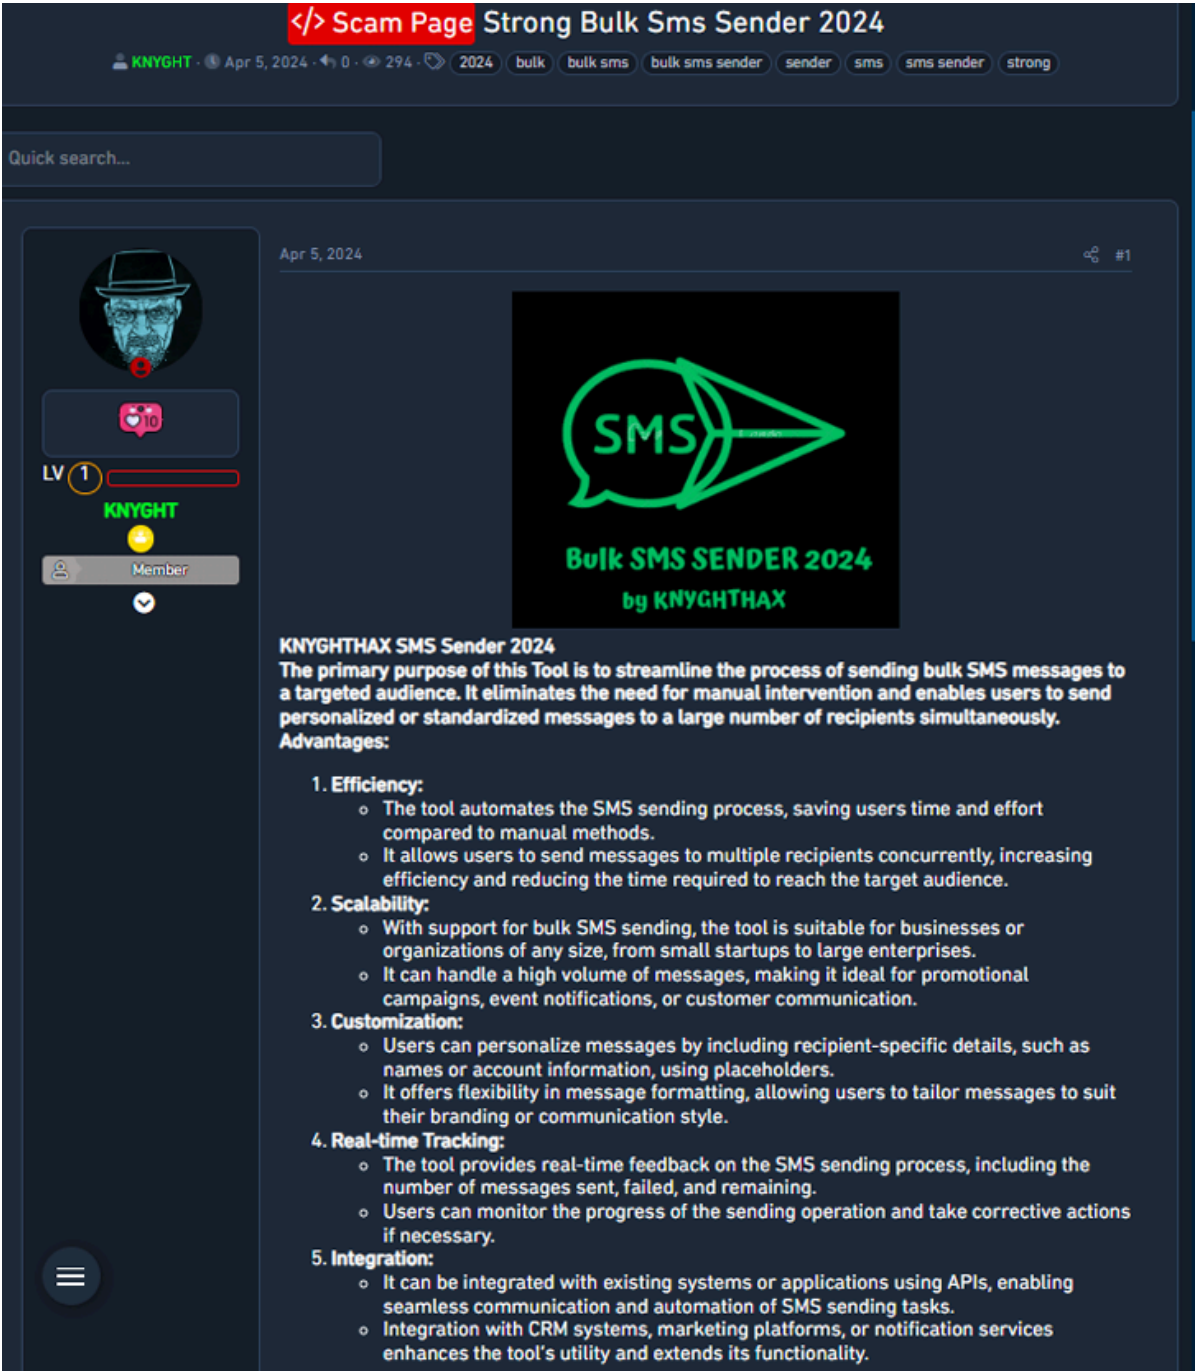 </> Scam Page Strong Bulk Sms Sender 2024
KNYGHT · Apr 5, 2024 · 0 · 294 · 2024 bulk bulk sms bulk sms sender sender sms sms sender strong
Quick search...
Apr 5, 2024 #1
10
LV 1
KNYGHT
Member
SMS
Bulk SMS SENDER 2024
by KNYGHTHAX
KNYGHTHAX SMS Sender 2024
The primary purpose of this Tool is to streamline the process of sending bulk SMS messages to
a targeted audience. It eliminates the need for manual intervention and enables users to send
personalized or standardized messages to a large number of recipients simultaneously.
Advantages:
1. Efficiency:
The tool automates the SMS sending process, saving users time and effort
compared to manual methods.
It allows users to send messages to multiple recipients concurrently, increasing
efficiency and reducing the time required to reach the target audience.
2. Scalability:
With support for bulk SMS sending, the tool is suitable for businesses or
organizations of any size, from small startups to large enterprises.
It can handle a high volume of messages, making it ideal for promotional
campaigns, event notifications, or customer communication.
3. Customization:
Users can personalize messages by including recipient-specific details, such as
names or account information, using placeholders.
It offers flexibility in message formatting, allowing users to tailor messages to suit
their branding or communication style.
4. Real-time Tracking:
The tool provides real-time feedback on the SMS sending process, including the
number of messages sent, failed, and remaining.
Users can monitor the progress of the sending operation and take corrective actions
if necessary.
5. Integration:
It can be integrated with existing systems or applications using APIs, enabling
seamless communication and automation of SMS sending tasks.
Integration with CRM systems, marketing platforms, or notification services
enhances the tool's utility and extends its functionality.